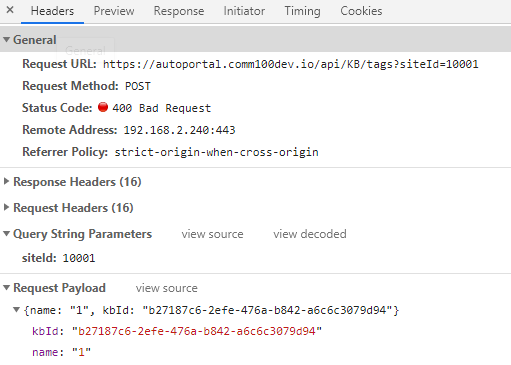 Headers Preview Response Initiator Timing Cookies
General
Request URL: https://autoportal.comm100dev.io/api/KB/tags?siteId=10001
Request Method: POST
Status Code: 400 Bad Request
Remote Address: 192.168.2.240:443
Referrer Policy: strict-origin-when-cross-origin
Response Headers (16)
Request Headers (16)
Query String Parameters view source view decoded
siteId: 10001
Request Payload view source
{name: "1", kbId: "b27187c6-2efe-476a-b842-a6c6c3079d94"}
kbId: "b27187c6-2efe-476a-b842-a6c6c3079d94"
name: "1"